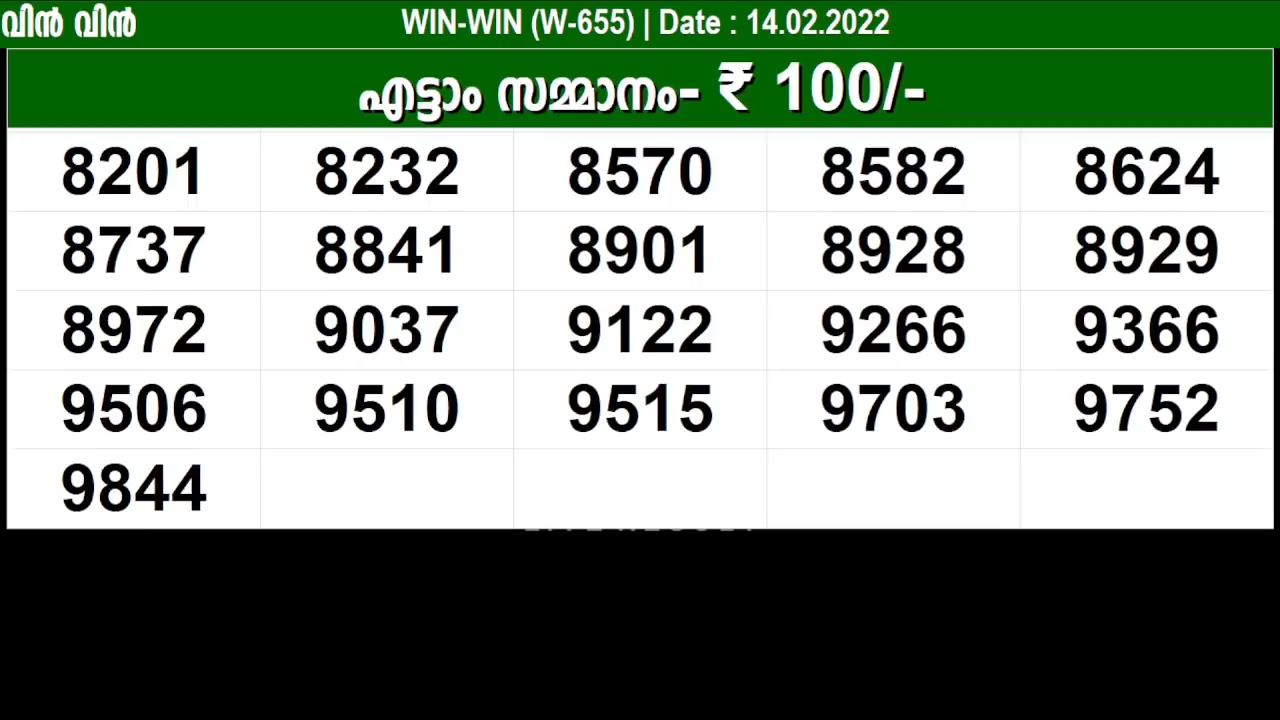 വിൻ വിൻ WIN-WIN (W-655) | Date : 14.02.2022
എട്ടാം സമ്മാനം- ₹ 100/-
8201 8232 8570 8582 8624
8737 8841 8901 8928 8929
8972 9037 9122 9266 9366
9506 9510 9515 9703 9752
9844